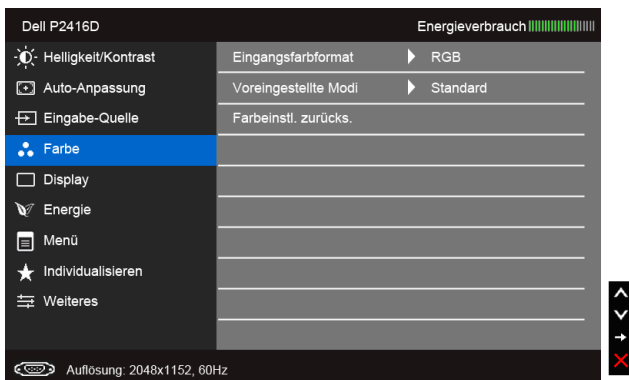 Dell P2416D Energieverbrauch
Helligkeit/Kontrast Eingangsfarbformat RGB
Auto-Anpassung Voreingestellte Modi Standard
Eingabe-Quelle Farbeinstl. zurücks.
Farbe
Display
Energie
Menü
Individualisieren
Weiteres
Auflösung: 2048x1152, 60Hz